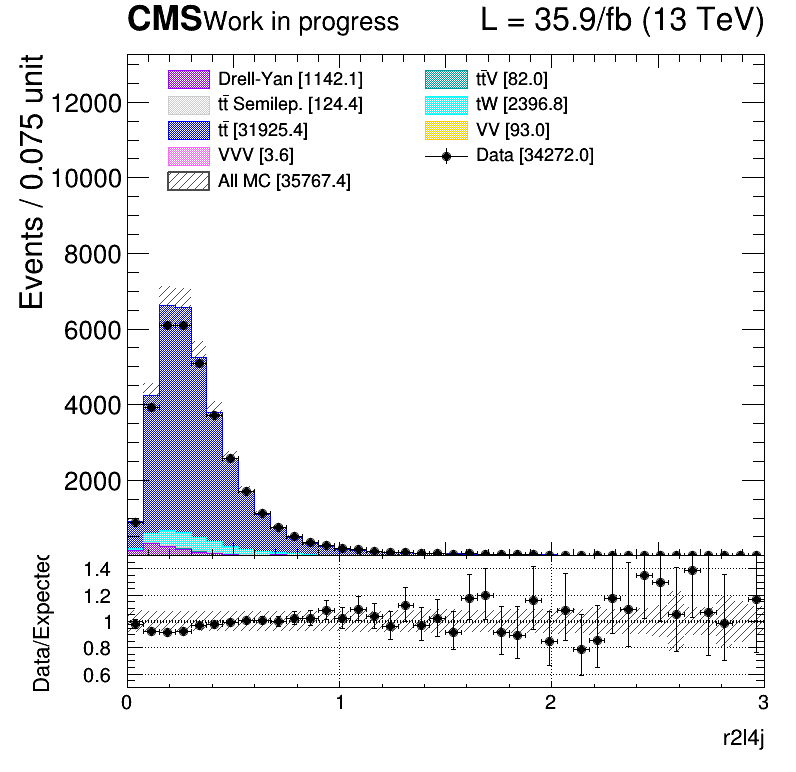 CMS Work in progress L = 35.9/fb (13 TeV)
Events / 0.075 unit
Drell-Yan [1142.1]
tt̄ Semilep. [124.4]
tt̄ [31925.4]
VVV [3.6]
All MC [35767.4]
tt̄V [82.0]
tW [2396.8]
VV [93.0]
Data [34272.0]
12000
10000
8000
6000
4000
2000
Data/Expected
1.4
1.2
1
0.8
0.6
0 1 2 3
r2l4j